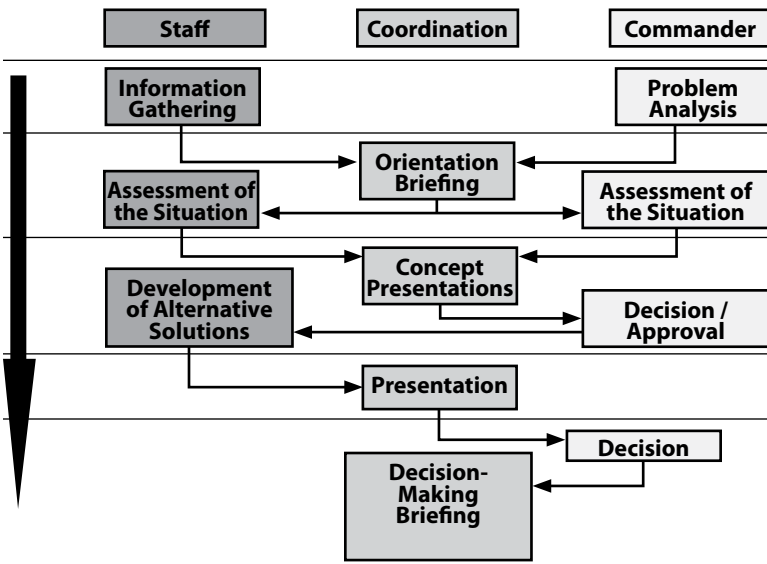 Staff
Coordination
Commander
Information
Gathering
Problem
Analysis
Orientation
Briefing
Assessment of
the Situation
Assessment of
the Situation
Concept
Presentations
Development
of Alternative
Solutions
Decision /
Approval
Presentation
Decision
Decision-
Making
Briefing